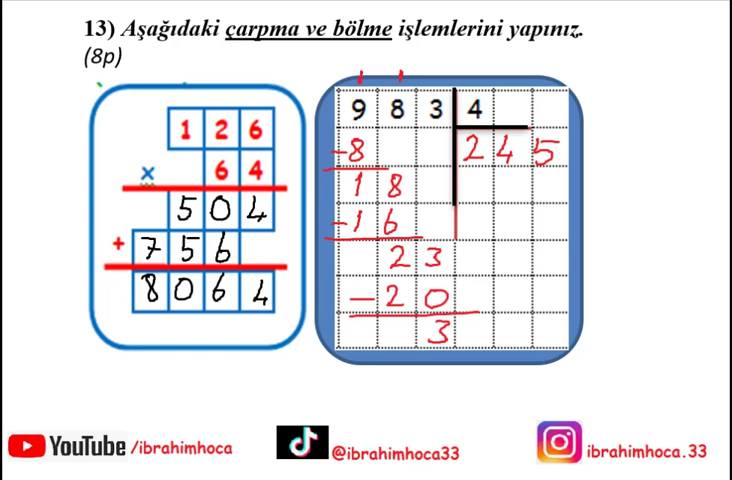 13) Aşağıdaki çarpma ve bölme işlemlerini yapınız.
(8p)
1 2 6
x 6 4
5 0 4
+ 7 5 6
8 0 6 4
9 8 3 4
-8 2 4 5
1 8
-1 6
2 3
-2 0
3
YouTube /ibrahimhoca
@ibrahimhoca33
ibrahimhoca.33